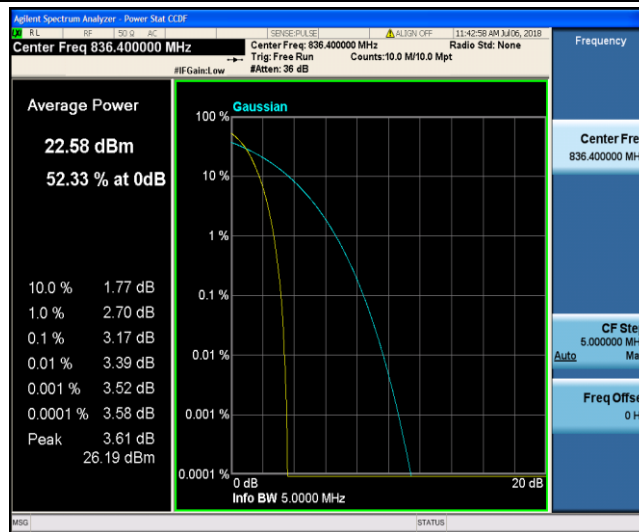 Agilent Spectrum Analyzer - Power Stat CCDF
RL RF 50 Ω AC SENSE:PULSE ALIGN OFF 11:42:58 AM Jul 06, 2018
Center Freq 836.400000 MHz
Center Freq: 836.400000 MHz Radio Std: None
Trig: Free Run Counts:10.0 M/10.0 Mpt
#IFGain:Low #Atten: 36 dB
Frequency
Average Power
22.58 dBm
52.33 % at 0dB
10.0 % 1.77 dB
1.0 % 2.70 dB
0.1 % 3.17 dB
0.01 % 3.39 dB
0.001 % 3.52 dB
0.0001 % 3.58 dB
Peak 3.61 dB
26.19 dBm
Gaussian
100 %
10 %
1 %
0.1 %
0.01 %
0.001 %
0.0001 %
0 dB 20 dB
Info BW 5.0000 MHz
Center Fre
836.400000 MH
CF Ste
5.000000 MH
Auto Ma
Freq Offse
0 H
MSG STATUS